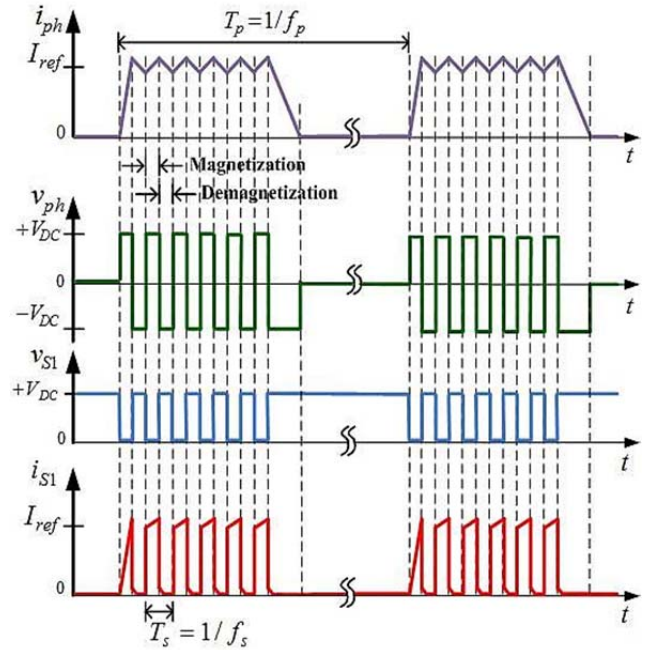 i_ph
T_p = 1/f_p
I_ref
0
t
Magnetization
Demagnetization
v_ph
+V_DC
0
t
−V_DC
v_S1
+V_DC
0
t
i_S1
I_ref
0
t
T_s = 1/f_s